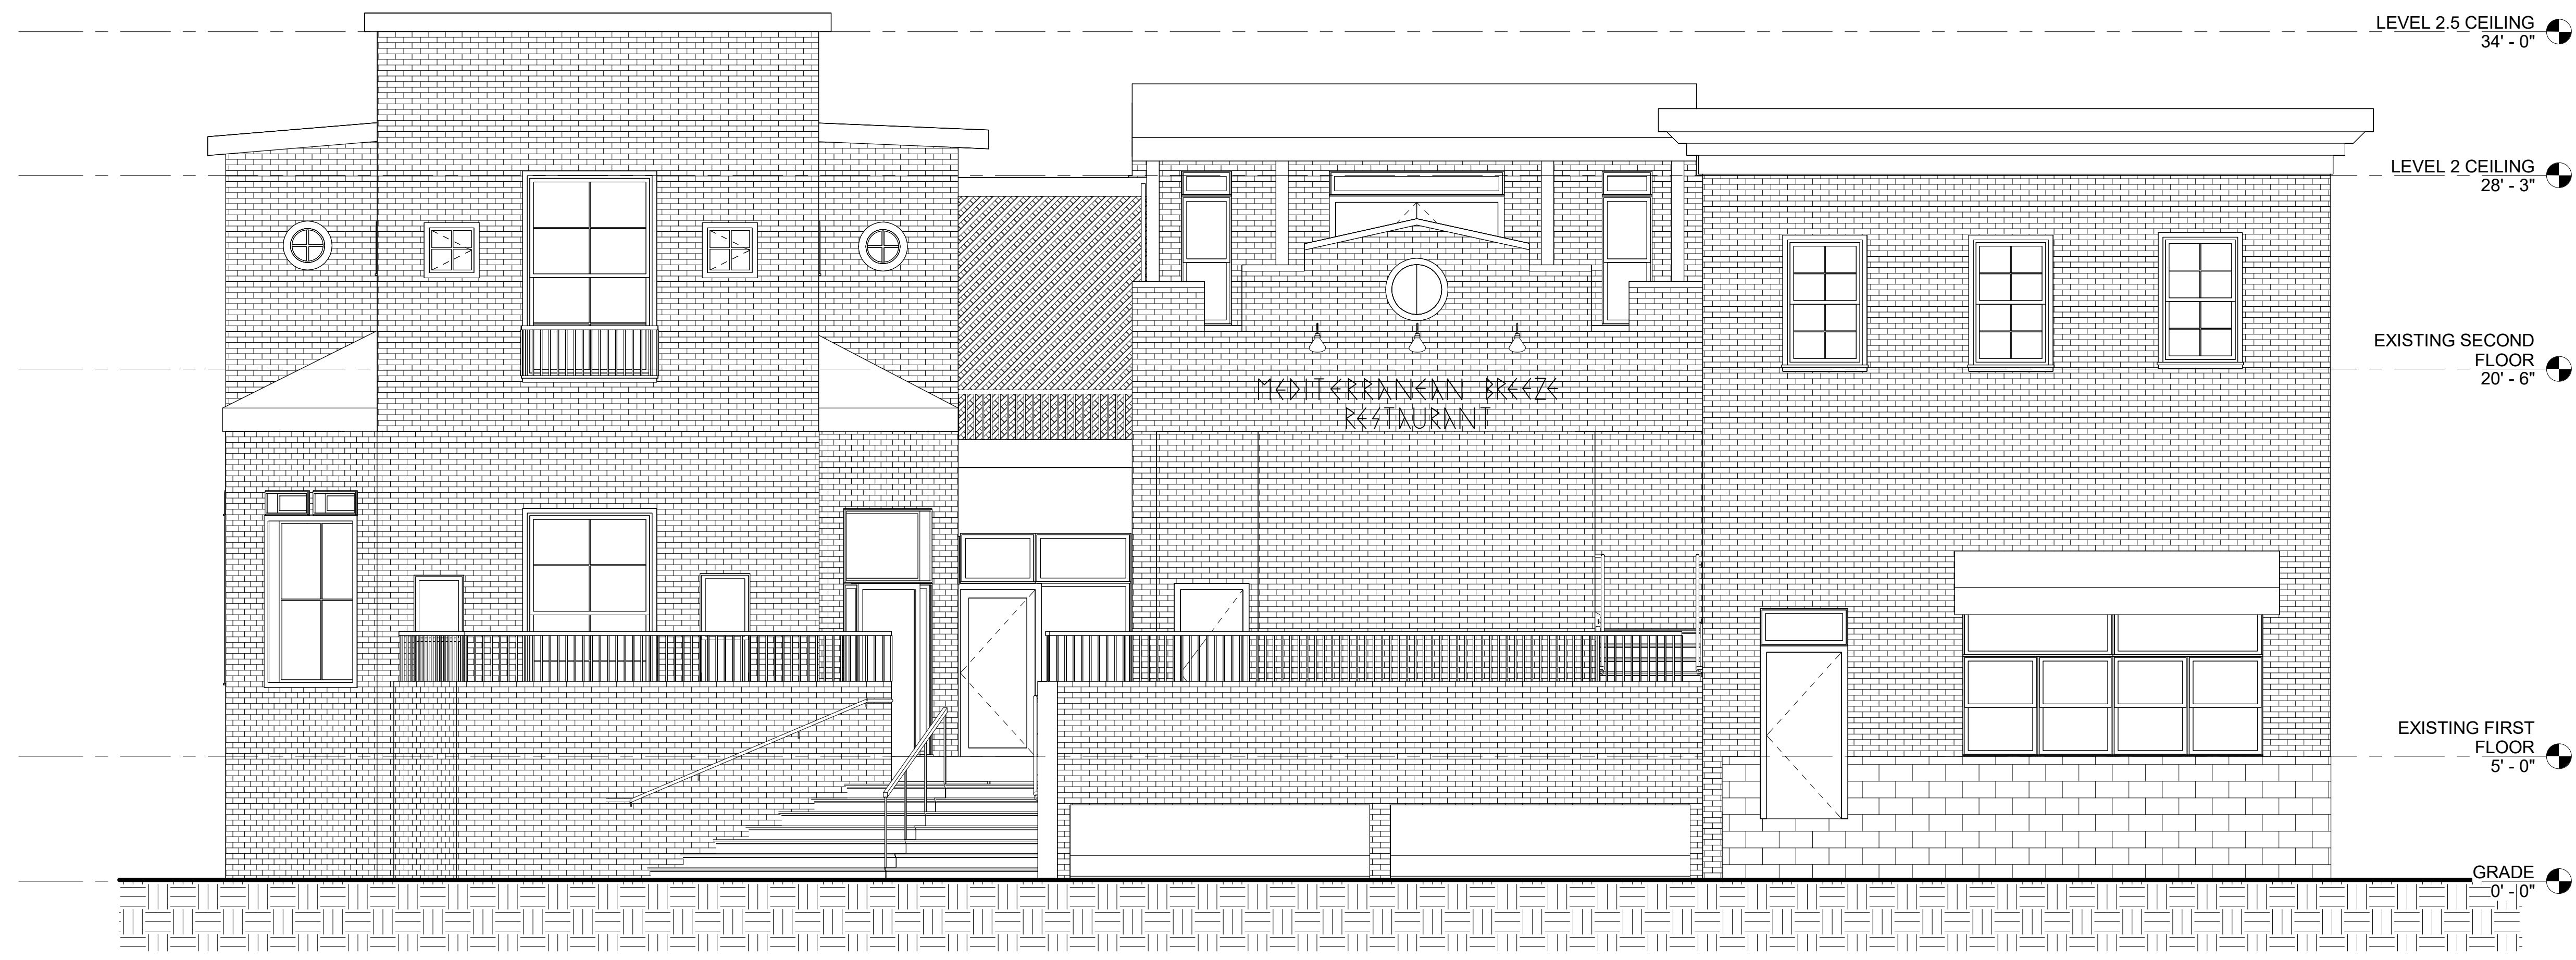 LEVEL 2.5 CEILING
34' - 0"
LEVEL 2 CEILING
28' - 3"
EXISTING SECOND
FLOOR
20' - 6"
MEDITERRANEAN BREEZE
RESTAURANT
EXISTING FIRST
FLOOR
5' - 0"
GRADE
0' - 0"